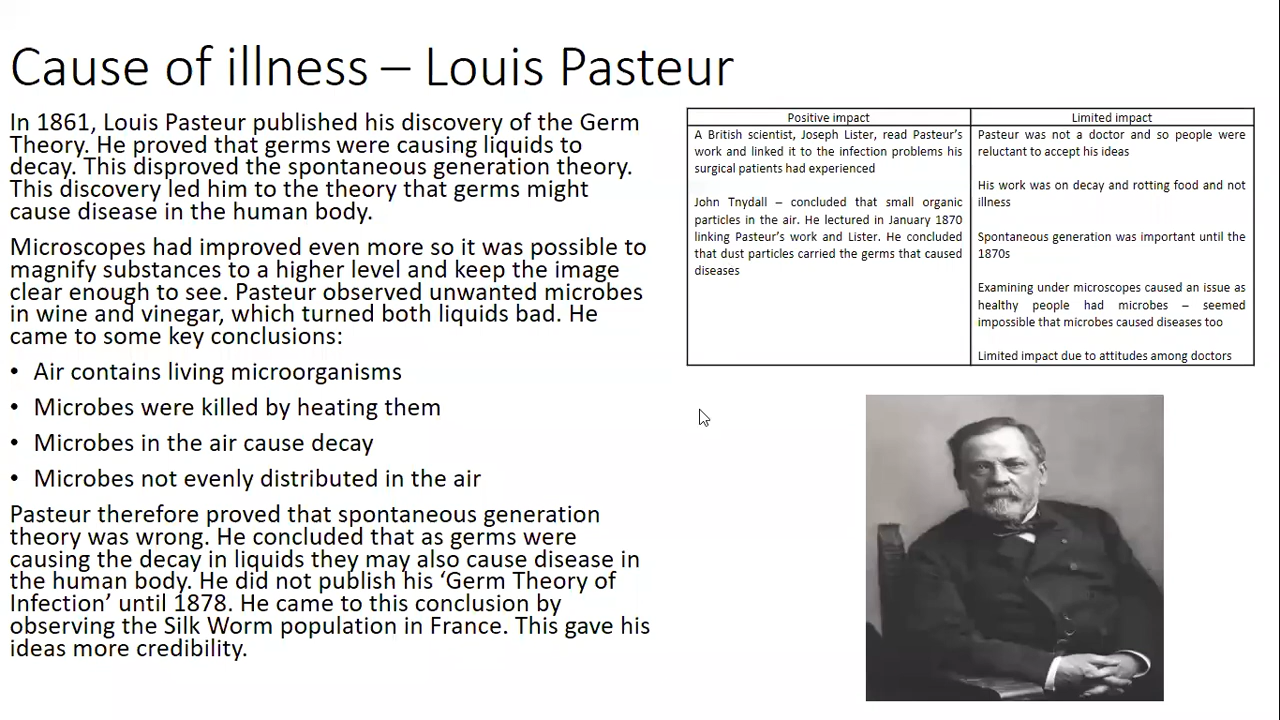 Cause of illness – Louis Pasteur
In 1861, Louis Pasteur published his discovery of the Germ
Theory. He proved that germs were causing liquids to
decay. This disproved the spontaneous generation theory.
This discovery led him to the theory that germs might
cause disease in the human body.
Microscopes had improved even more so it was possible to
magnify substances to a higher level and keep the image
clear enough to see. Pasteur observed unwanted microbes
in wine and vinegar, which turned both liquids bad. He
came to some key conclusions:
• Air contains living microorganisms
• Microbes were killed by heating them
• Microbes in the air cause decay
• Microbes not evenly distributed in the air
Pasteur therefore proved that spontaneous generation
theory was wrong. He concluded that as germs were
causing the decay in liquids they may also cause disease in
the human body. He did not publish his ‘Germ Theory of
Infection’ until 1878. He came to this conclusion by
observing the Silk Worm population in France. This gave his
ideas more credibility.
Positive impact
A British scientist, Joseph Lister, read Pasteur’s
work and linked it to the infection problems his
surgical patients had experienced
John Tnydall – concluded that small organic
particles in the air. He lectured in January 1870
linking Pasteur’s work and Lister. He concluded
that dust particles carried the germs that caused
diseases
Limited impact
Pasteur was not a doctor and so people were
reluctant to accept his ideas
His work was on decay and rotting food and not
illness
Spontaneous generation was important until the
1870s
Examining under microscopes caused an issue as
healthy people had microbes – seemed
impossible that microbes caused diseases too
Limited impact due to attitudes among doctors